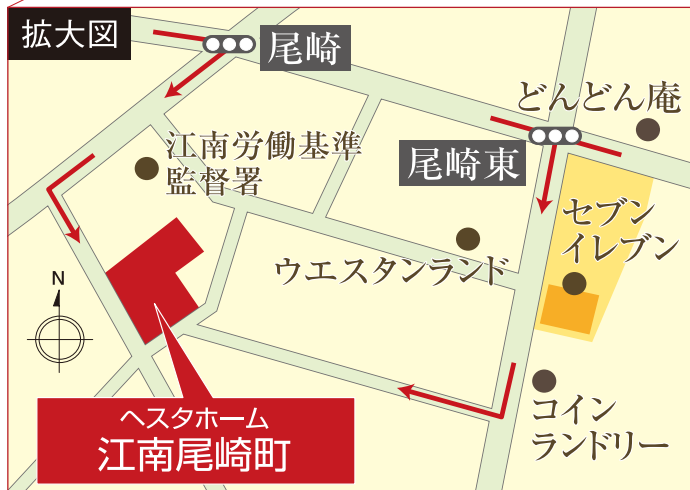 拡大図
尾崎
どんどん庵
江南労働基準
監督署
尾崎東
セブン
イレブン
ウエスタンランド
N
コイン
ランドリー
ヘスタホーム
江南尾崎町